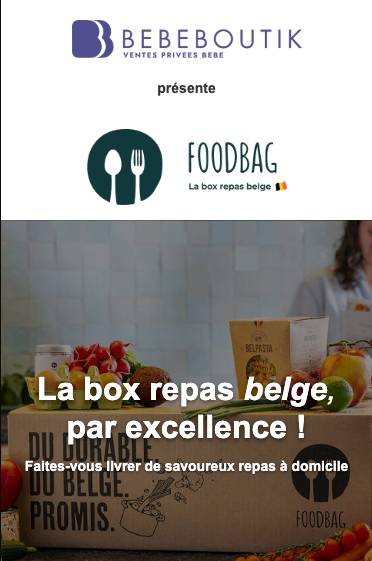 BEBEBOUTIK
VENTES PRIVEES BEBE
présente
FOODBAG
La box repas belge
BELPASTA
La box repas belge,
par excellence !
Faites-vous livrer de savoureux repas à domicile
DU DURABLE.
DU BELGE.
PROMIS.
FOODBAG